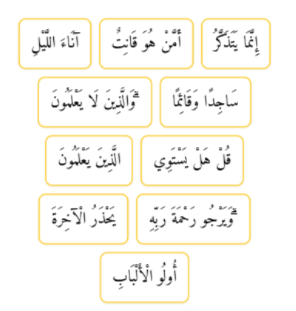 إِنَّمَا يَتَذَكَّرُ أَمَّنْ هُوَ قَانِتٌ آنَاءَ اللَّيْلِ
سَاجِدًا وَقَائِمًا وَالَّذِينَ لَا يَعْلَمُونَ ۗ
قُلْ هَلْ يَسْتَوِي الَّذِينَ يَعْلَمُونَ
وَيَرْجُو رَحْمَةَ رَبِّهِ ۗ يَحْذَرُ الْآخِرَةَ
أُولُو الْأَلْبَابِ